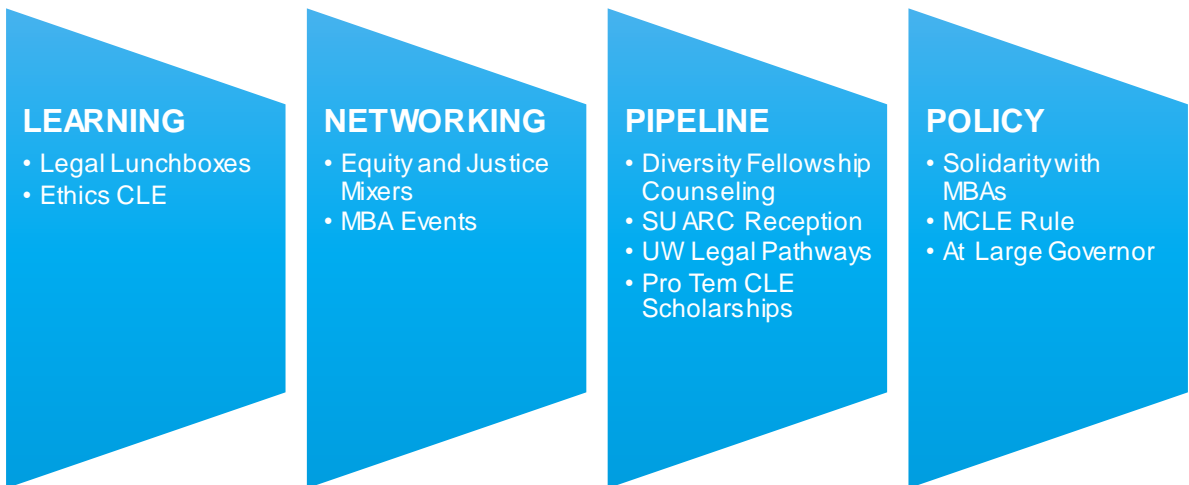 LEARNING
• Legal Lunchboxes
• Ethics CLE
NETWORKING
• Equity and Justice
Mixers
• MBA Events
PIPELINE
• Diversity Fellowship
Counseling
• SU ARC Reception
• UW Legal Pathways
• Pro Tem CLE
Scholarships
POLICY
• Solidarity with
MBAs
• MCLE Rule
• At Large Governor